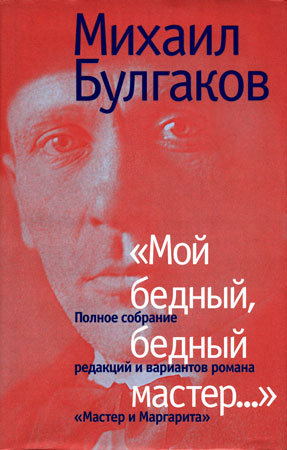 Михаил
Булгаков
«Мой
бедный,
Полное собрание
бедный
редакций и вариантов романа
мастер...»
«Мастер и Маргарита»